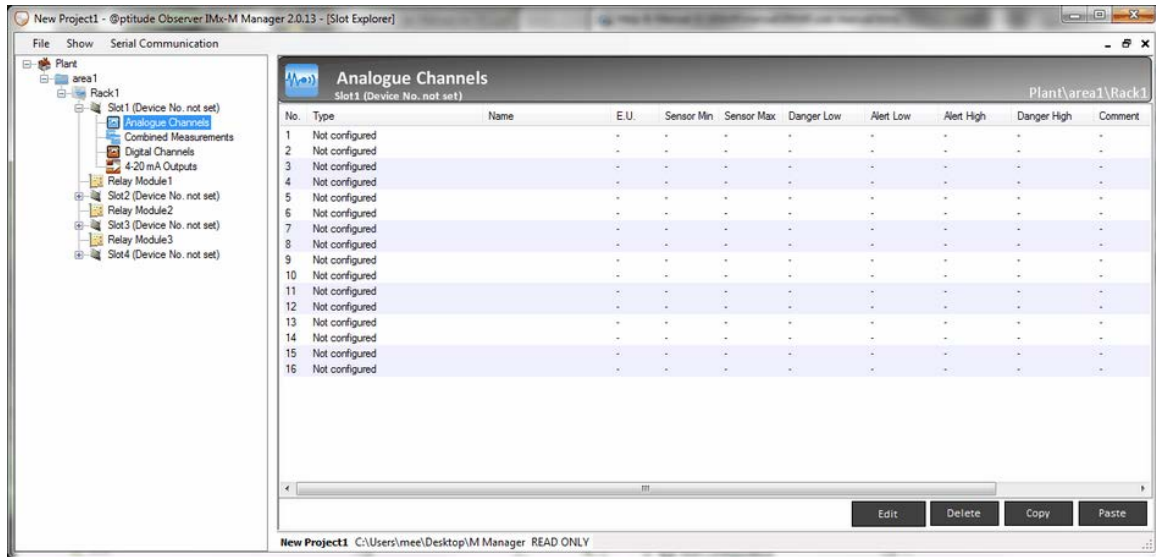 New Project1 - @ptitude Observer IMx-M Manager 2.0.13 - [Slot Explorer]
File Show Serial Communication
Plant
area1
Rack1
Slot1 (Device No. not set)
Analogue Channels
Combined Measurements
Digital Channels
4-20 mA Outputs
Relay Module1
Slot2 (Device No. not set)
Relay Module2
Slot3 (Device No. not set)
Relay Module3
Slot4 (Device No. not set)
Analogue Channels
Slot1 (Device No. not set)
Plant\area1\Rack1
No. Type Name E.U. Sensor Min Sensor Max Danger Low Alert Low Alert High Danger High Comment
1 Not configured - - - - - - - -
2 Not configured - - - - - - - -
3 Not configured - - - - - - - -
4 Not configured - - - - - - - -
5 Not configured - - - - - - - -
6 Not configured - - - - - - - -
7 Not configured - - - - - - - -
8 Not configured - - - - - - - -
9 Not configured - - - - - - - -
10 Not configured - - - - - - - -
11 Not configured - - - - - - - -
12 Not configured - - - - - - - -
13 Not configured - - - - - - - -
14 Not configured - - - - - - - -
15 Not configured - - - - - - - -
16 Not configured - - - - - - - -
Edit Delete Copy Paste
New Project1 C:\Users\mee\Desktop\M Manager READ ONLY